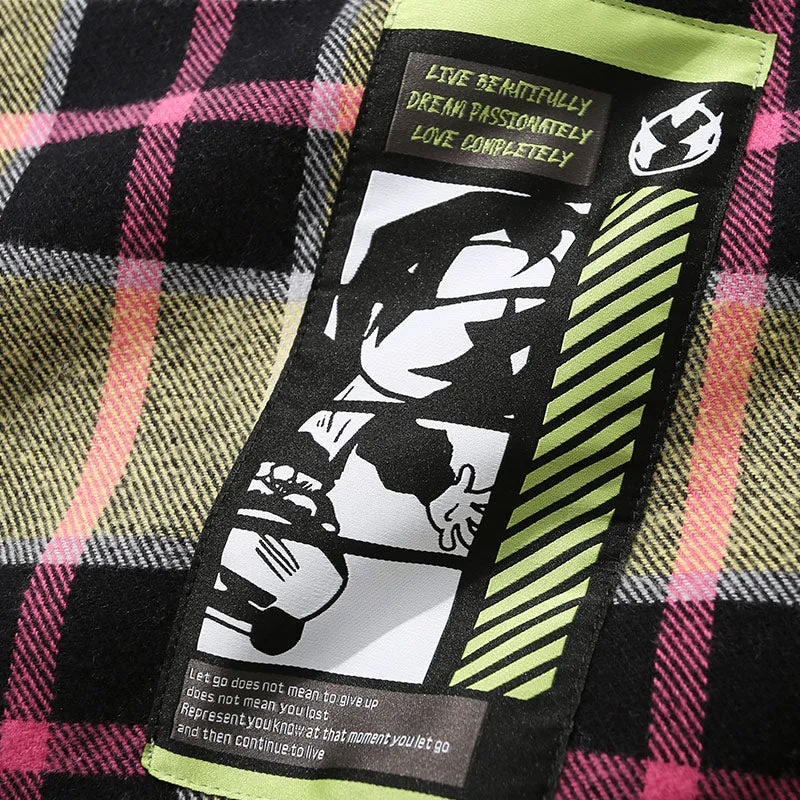 LIVE BEAUTIFULLY
DREAM PASSIONATELY
LOVE COMPLETELY
Let go does not mean to give up
does not mean you lost
Represent you know at that moment you let go
and then continue to live